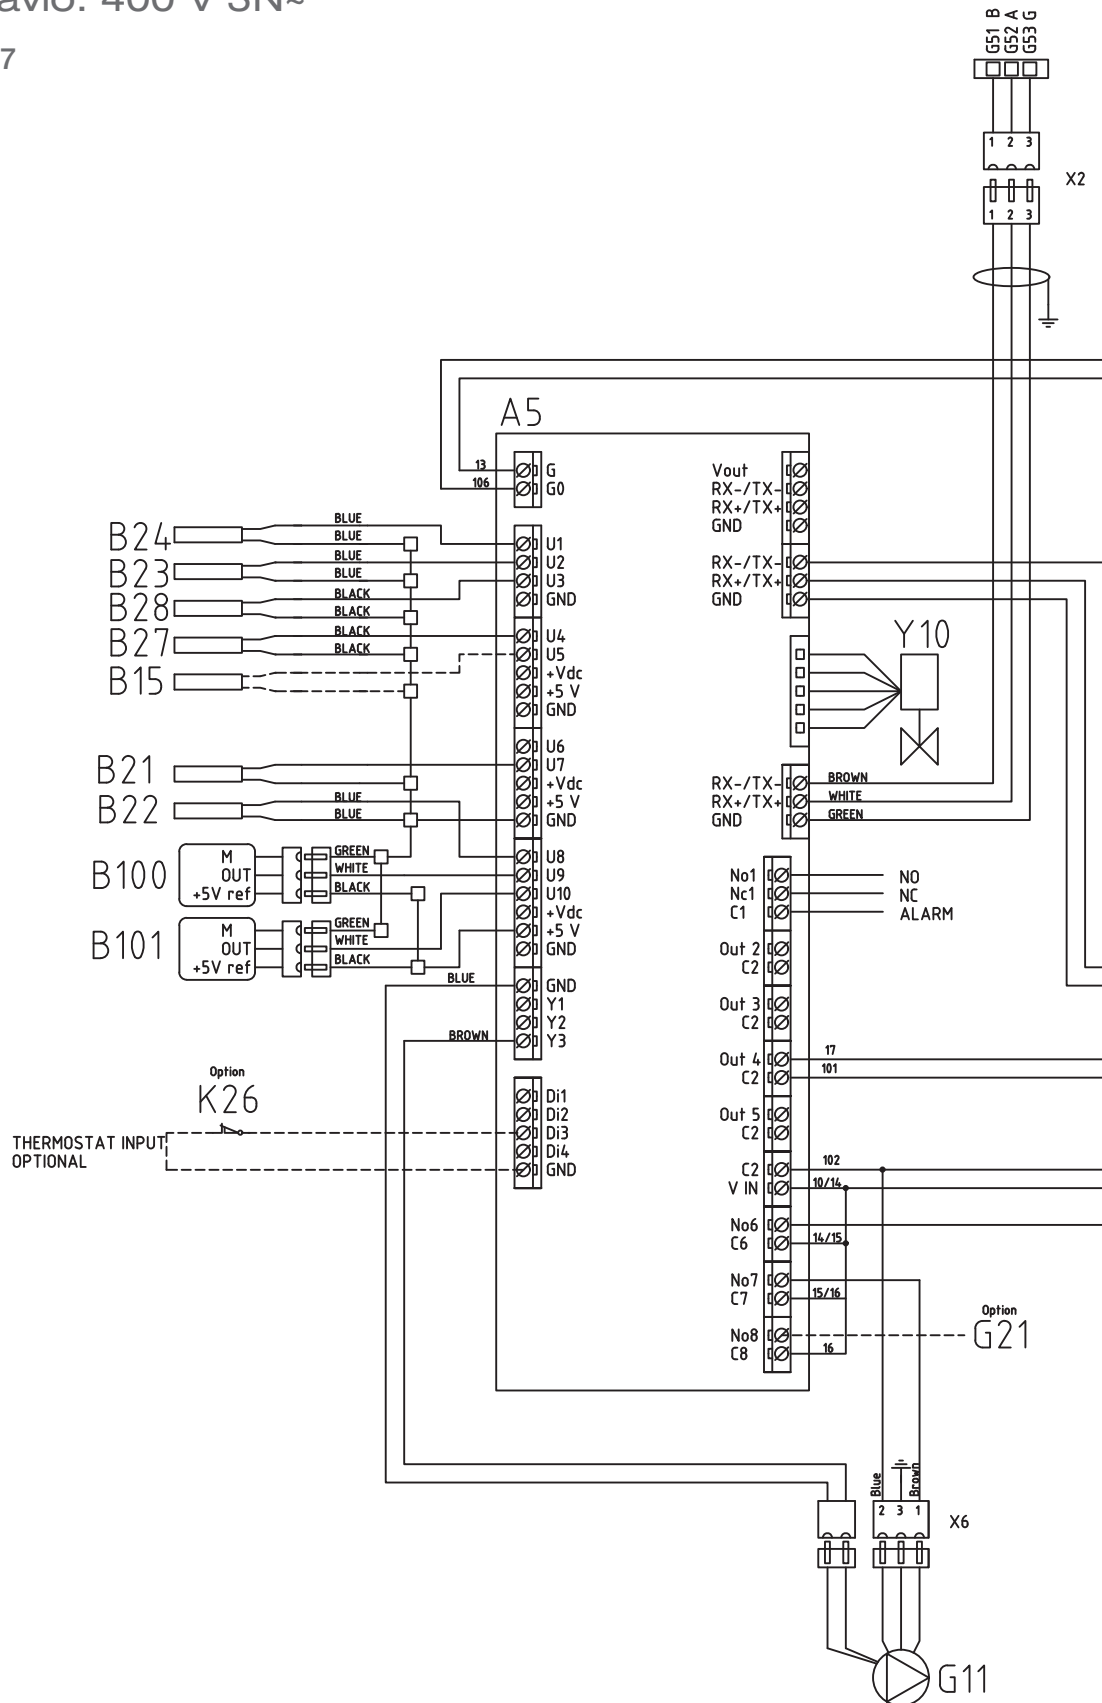 400 V 3N~
7
G51 B
G52 A
G53 G
1 2 3
X2
1 2 3
A5
13
G
106
G0
Vout
RX-/TX-
RX+/TX+
GND
B24
BLUE
BLUE
U1
B23
BLUE
BLUE
U2
B28
BLACK
BLACK
U3
GND
RX-/TX-
RX+/TX+
GND
B27
BLACK
BLACK
U4
B15
U5
+Vdc
+5 V
GND
Y10
B21
U6
U7
+Vdc
B22
BLUE
BLUE
+5 V
GND
RX-/TX-
BROWN
RX+/TX+
WHITE
GND
GREEN
B100
M
OUT
+5V ref
GREEN
WHITE
BLACK
U8
U9
U10
+Vdc
+5 V
GND
No1
NO
Nc1
NC
C1
ALARM
B101
M
OUT
+5V ref
GREEN
WHITE
BLACK
Out 2
C2
BLUE
GND
Y1
Y2
BROWN
Y3
Out 3
C2
Out 4
17
C2
101
Option
K26
THERMOSTAT INPUT
OPTIONAL
Di1
Di2
Di3
Di4
GND
Out 5
C2
C2
102
V IN
10/14
No6
C6
14/15
No7
C7
15/16
No8
C8
16
Option
G21
Blue
Brown
2 3 1
X6
G11